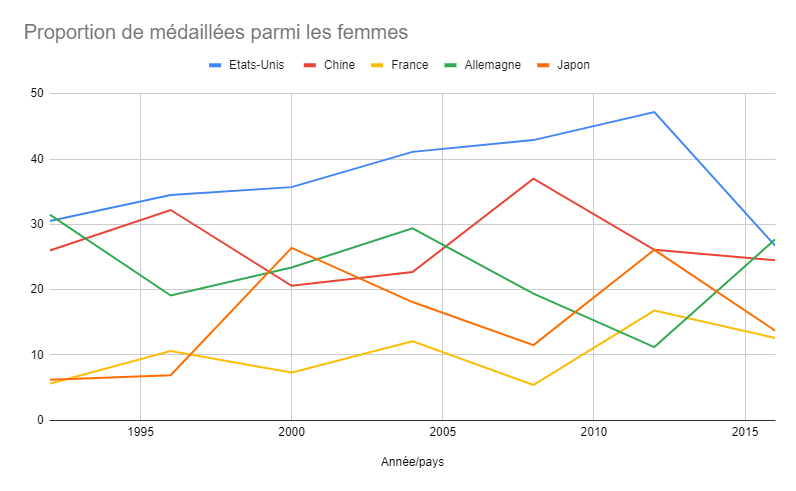 Proportion de médaillées parmi les femmes
Etats-Unis Chine France Allemagne Japon
50
40
30
20
10
0
1995 2000 2005 2010 2015
Année/pays